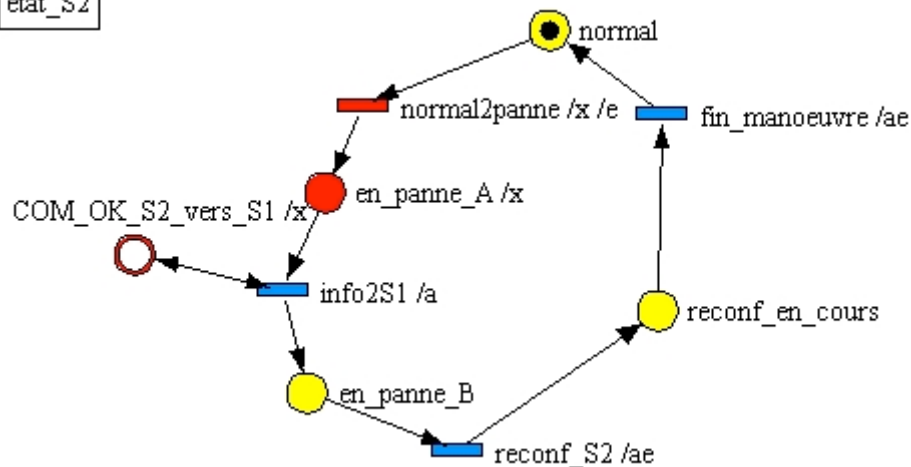 etat_S2
normal
normal2panne /x /e
fin_manoeuvre /ae
en_panne_A /x
COM_OK_S2_vers_S1 /x
info2S1 /a
reconf_en_cours
en_panne_B
reconf_S2 /ae